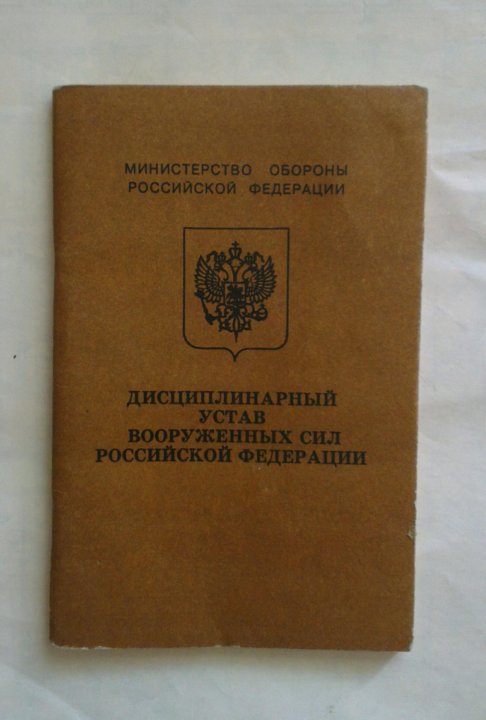 МИНИСТЕРСТВО ОБОРОНЫ
РОССИЙСКОЙ ФЕДЕРАЦИИ
ДИСЦИПЛИНАРНЫЙ
УСТАВ
ВООРУЖЕННЫХ СИЛ
РОССИЙСКОЙ ФЕДЕРАЦИИ